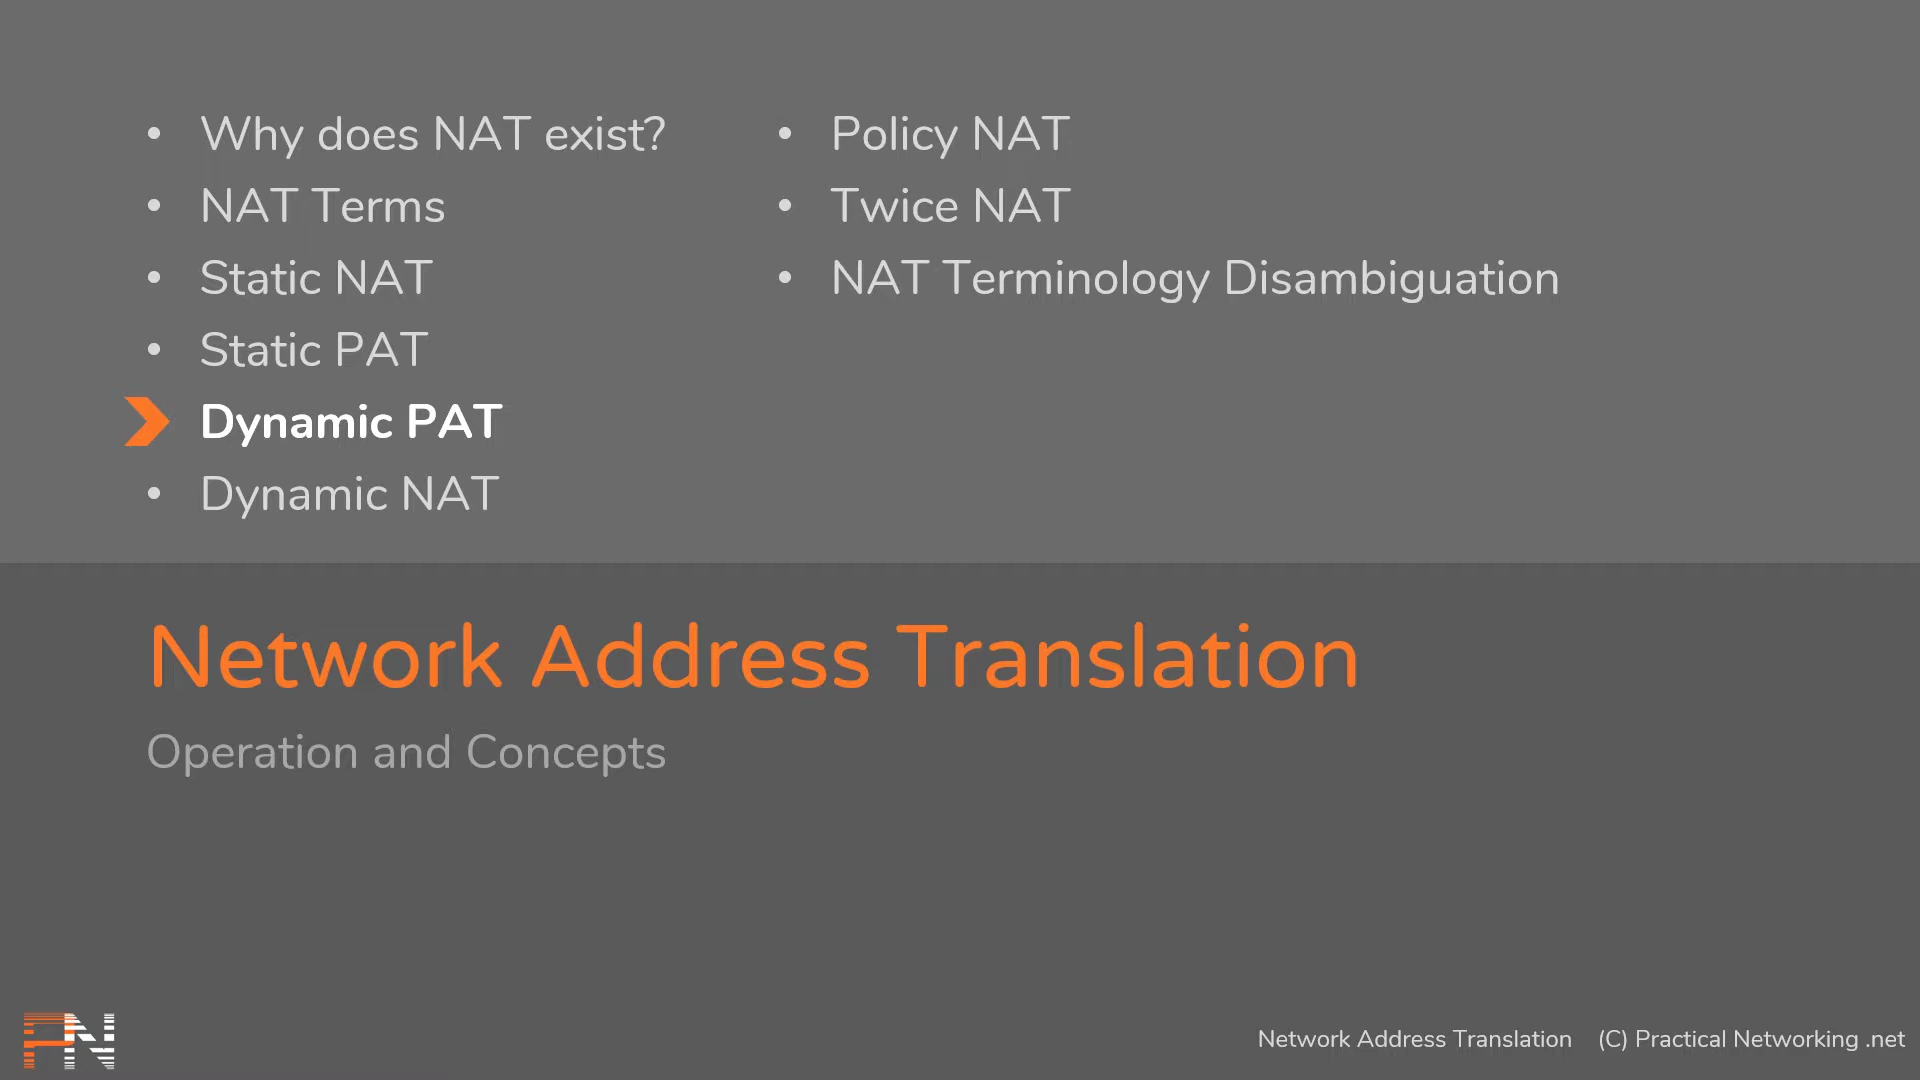 • Why does NAT exist?
• NAT Terms
• Static NAT
• Static PAT
Dynamic PAT
• Dynamic NAT
• Policy NAT
• Twice NAT
• NAT Terminology Disambiguation
Network Address Translation
Operation and Concepts
PN
Network Address Translation (C) Practical Networking .net